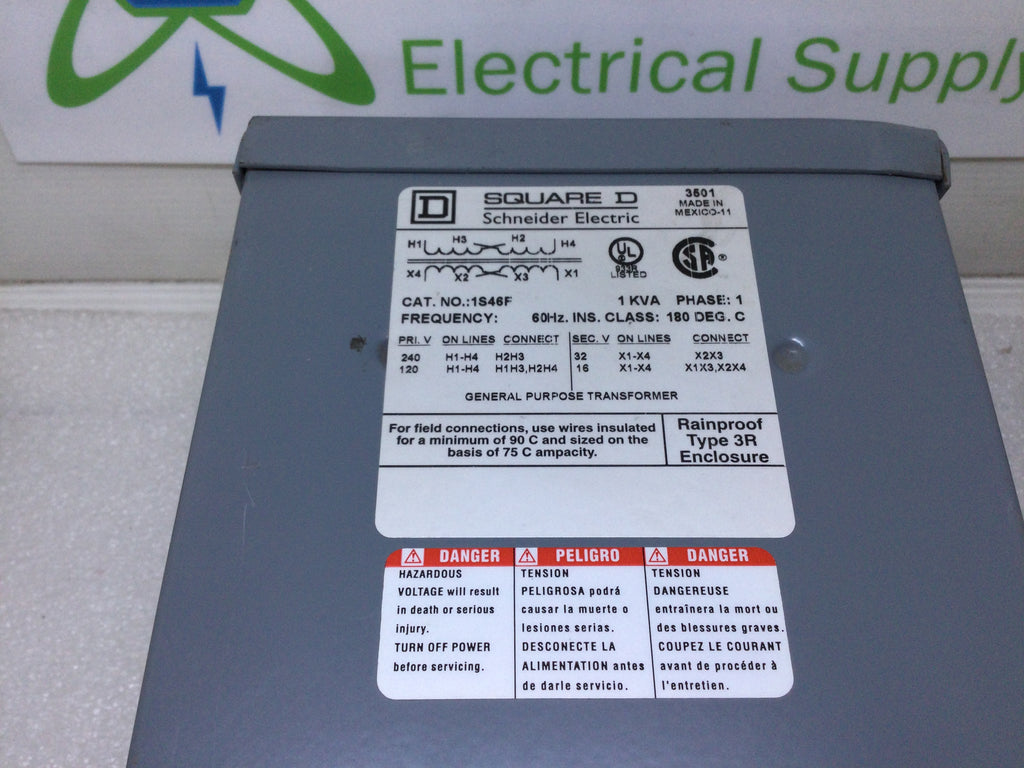 Electrical Supply
D
SQUARE D
Schneider Electric
3501
MADE IN
MEXICO-11
H1 H3 H2 H4
X4 X2 X3 X1
UL
LISTED
CSA
®
CAT. NO.:1S46F 1 KVA PHASE: 1
FREQUENCY: 60Hz. INS. CLASS: 180 DEG. C
PRI. V ON LINES CONNECT SEC. V ON LINES CONNECT
240 H1-H4 H2H3 32 X1-X4 X2X3
120 H1-H4 H1H3,H2H4 16 X1-X4 X1X3,X2X4
GENERAL PURPOSE TRANSFORMER
For field connections, use wires insulated
for a minimum of 90 C and sized on the
basis of 75 C ampacity.
Rainproof
Type 3R
Enclosure
DANGER
HAZARDOUS
VOLTAGE will result
in death or serious
injury.
TURN OFF POWER
before servicing.
PELIGRO
TENSION
PELIGROSA podrá
causar la muerte o
lesiones serias.
DESCONECTE LA
ALIMENTACION antes
de darle servicio.
DANGER
TENSION
DANGEREUSE
entraînera la mort ou
des blessures graves.
COUPEZ LE COURANT
avant de procéder à
l'entretien.